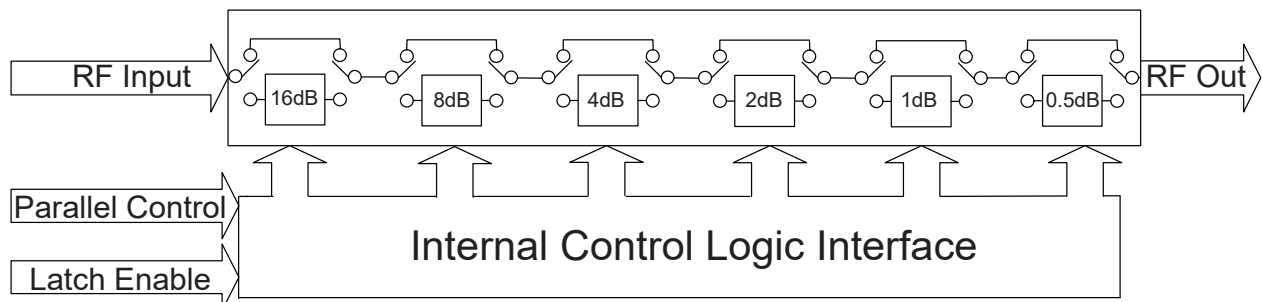 RF Input
16dB
8dB
4dB
2dB
1dB
0.5dB
RF Out
Parallel Control
Internal Control Logic Interface
Latch Enable